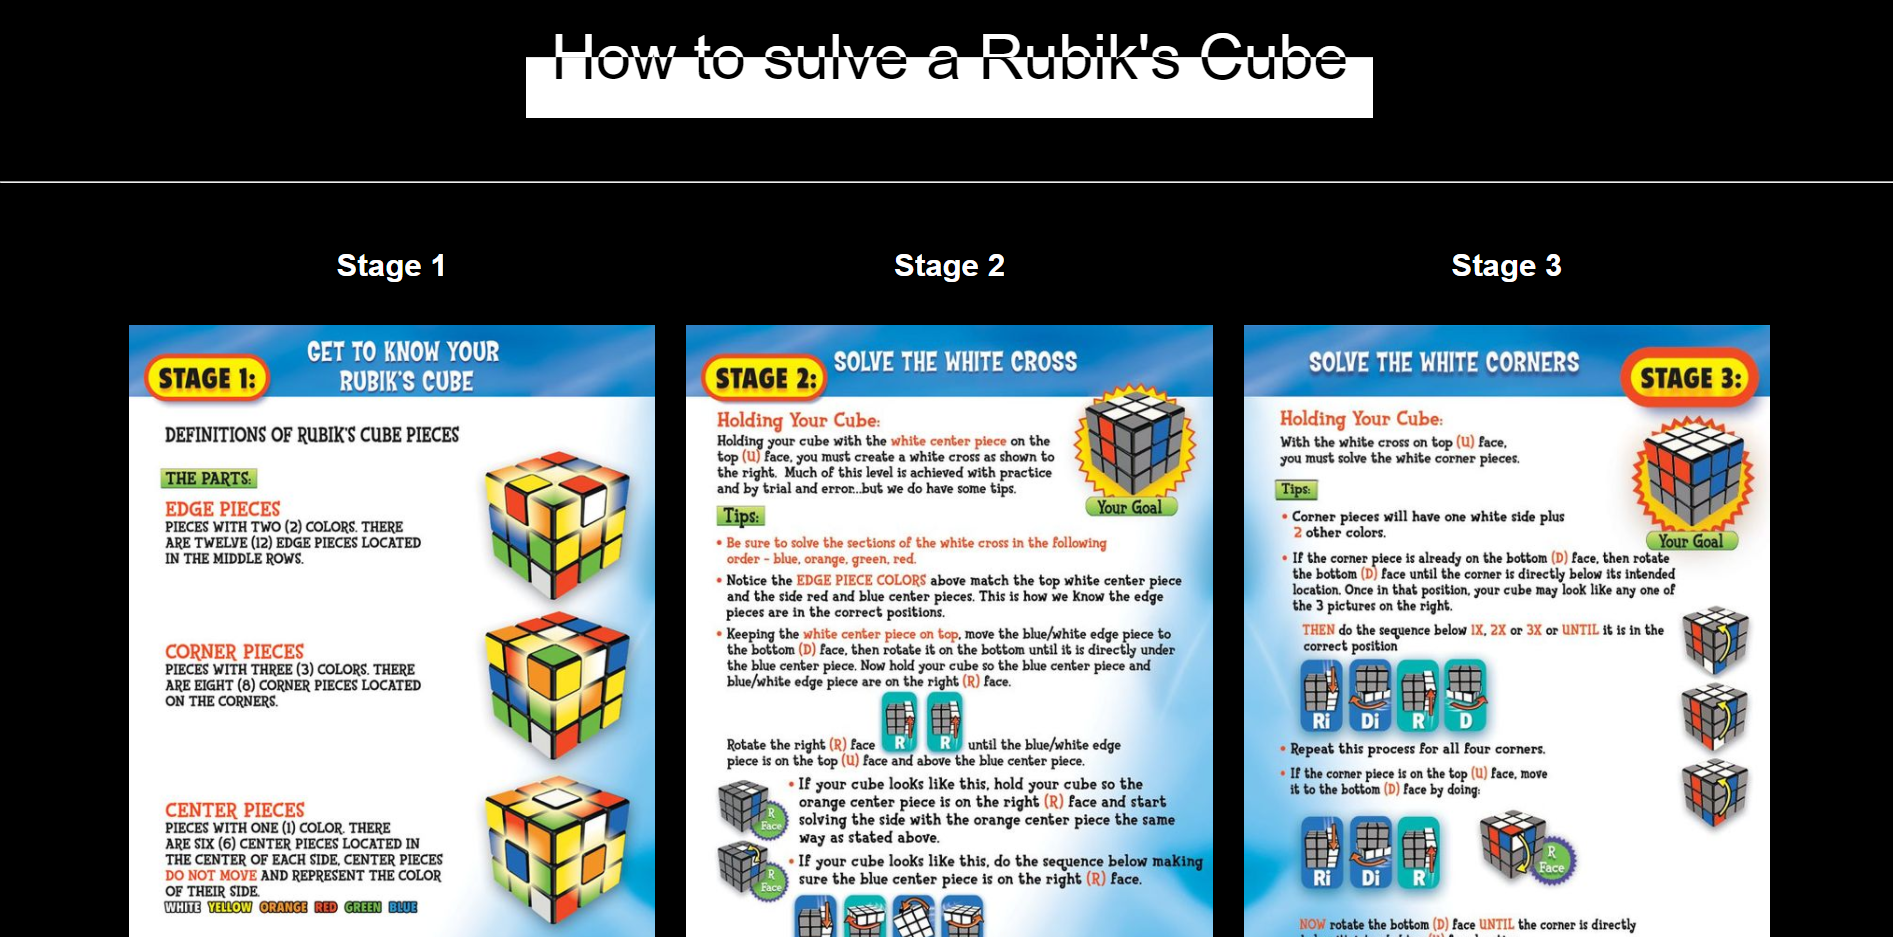 How to sulve a Rubik's Cube
Stage 1
Stage 2
Stage 3
STAGE 1:
GET TO KNOW YOUR
RUBIK'S CUBE
DEFINITIONS OF RUBIK'S CUBE PIECES
THE PARTS:
EDGE PIECES
PIECES WITH TWO (2) COLORS. THERE
ARE TWELVE (12) EDGE PIECES LOCATED
IN THE MIDDLE ROWS.
CORNER PIECES
PIECES WITH THREE (3) COLORS. THERE
ARE EIGHT (8) CORNER PIECES LOCATED
ON THE CORNERS.
CENTER PIECES
PIECES WITH ONE (1) COLOR. THERE
ARE SIX (6) CENTER PIECES LOCATED IN
THE CENTER OF EACH SIDE. CENTER PIECES
DO NOT MOVE AND REPRESENT THE COLOR
OF THEIR SIDE.
WHITE YELLOW ORANGE RED GREEN BLUE
STAGE 2:
SOLVE THE WHITE CROSS
Holding Your Cube:
Holding your cube with the white center piece on the
top (U) face, you must create a white cross as shown to
the right. Much of this level is achieved with practice
and by trial and error...but we do have some tips.
Your Goal
Tips:
• Be sure to solve the sections of the white cross in the following
order - blue, orange, green, red.
• Notice the EDGE PIECE COLORS above match the top white center piece
and the side red and blue center pieces. This is how we know the edge
pieces are in the correct positions.
• Keeping the white center piece on top, move the blue/white edge piece to
the bottom (D) face, then rotate it on the bottom until it is directly under
the blue center piece. Now hold your cube so the blue center piece and
blue/white edge piece are on the right (R) face.
Rotate the right (R) face R R until the blue/white edge
piece is on the top (U) face and above the blue center piece.
• If your cube looks like this, hold your cube so the
orange center piece is on the right (R) face and start
solving the side with the orange center piece the same
way as stated above.
R
Face
• If your cube looks like this, do the sequence below making
sure the blue center piece is on the right (R) face.
R
Face
SOLVE THE WHITE CORNERS
STAGE 3:
Holding Your Cube:
With the white cross on top (U) face,
you must solve the white corner pieces.
Your Goal
Tips:
• Corner pieces will have one white side plus
2 other colors.
• If the corner piece is already on the bottom (D) face, then rotate
the bottom (D) face until the corner is directly below its intended
location. Once in that position, your cube may look like any one of
the 3 pictures on the right.
THEN do the sequence below 1X, 2X or 3X or UNTIL it is in the
correct position
Ri Di R D
• Repeat this process for all four corners.
• If the corner piece is on the top (U) face, move
it to the bottom (D) face by doing:
Ri Di R
R
Face
NOW rotate the bottom (D) face UNTIL the corner is directly